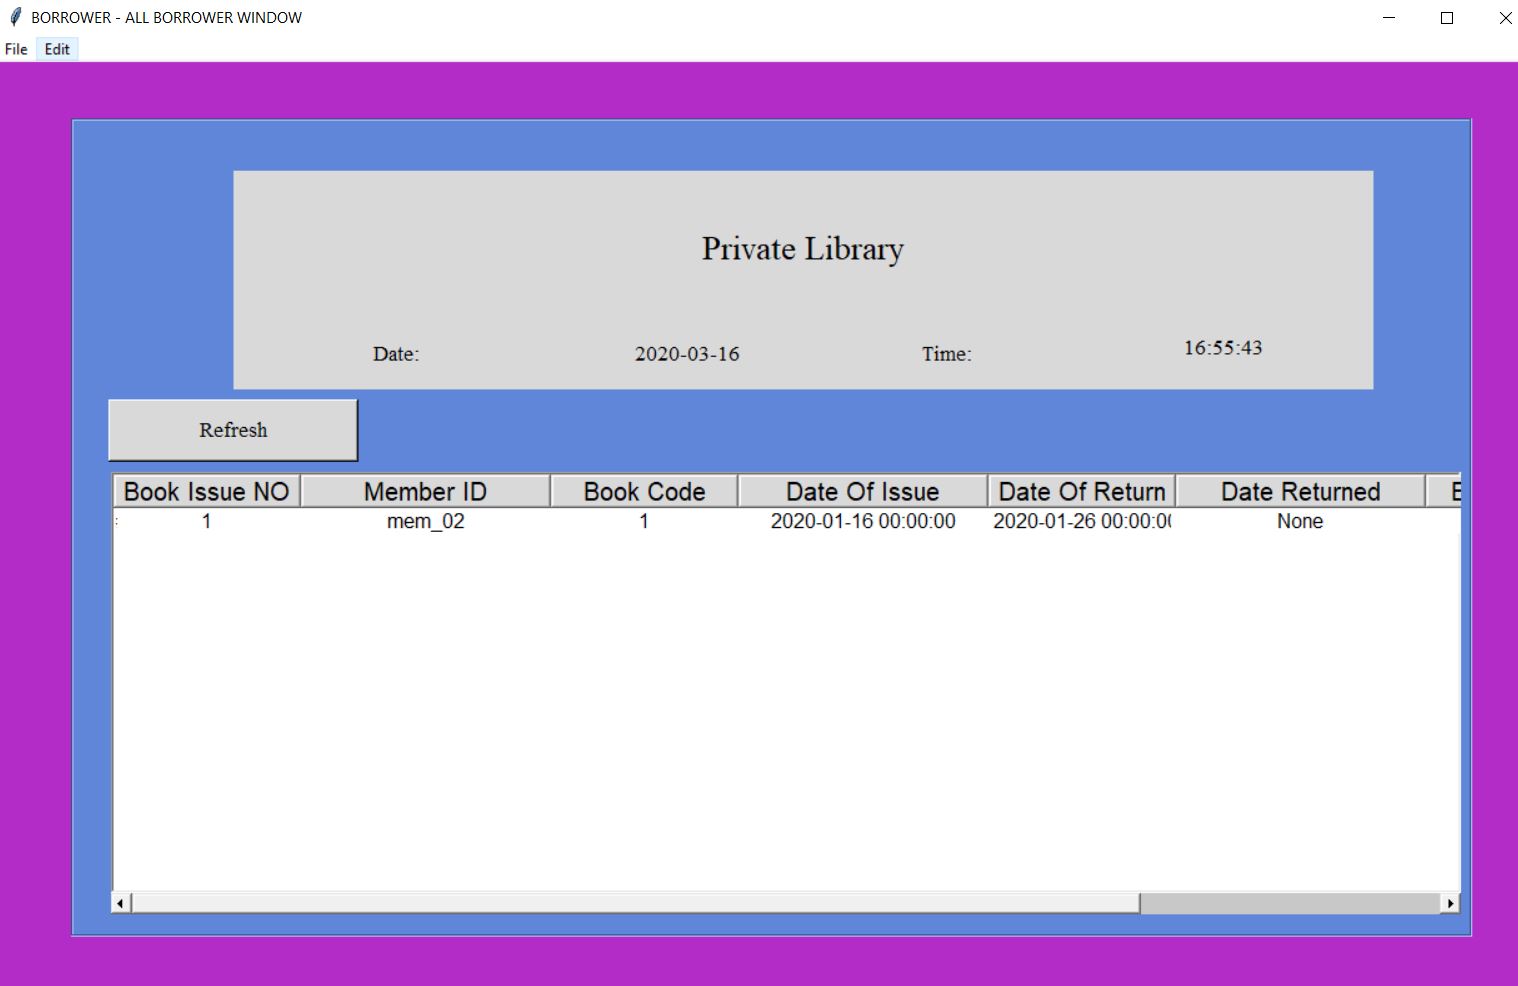 BORROWER - ALL BORROWER WINDOW
File Edit
Private Library
Date: 2020-03-16 Time: 16:55:43
Refresh
Book Issue NO Member ID Book Code Date Of Issue Date Of Return Date Returned
1 mem_02 1 2020-01-16 00:00:00 2020-01-26 00:00:0 None